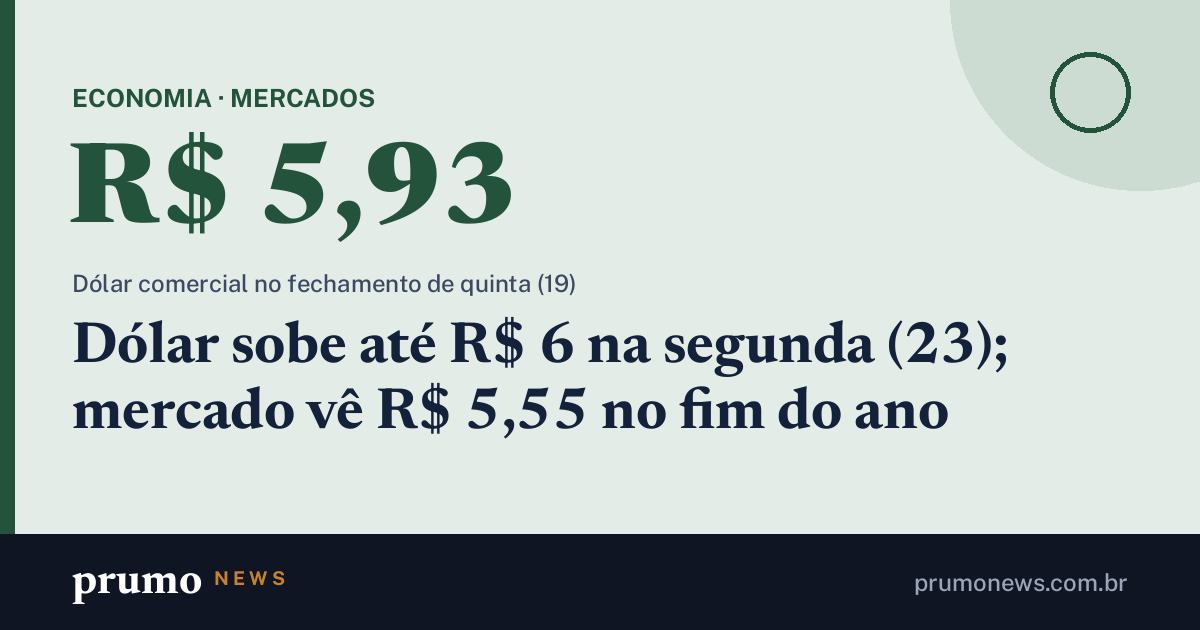 ECONOMIA · MERCADOS
R$ 5,93
Dólar comercial no fechamento de quinta (19)
Dólar sobe até R$ 6 na segunda (23);
mercado vê R$ 5,55 no fim do ano
prumo NEWS
prumonews.com.br